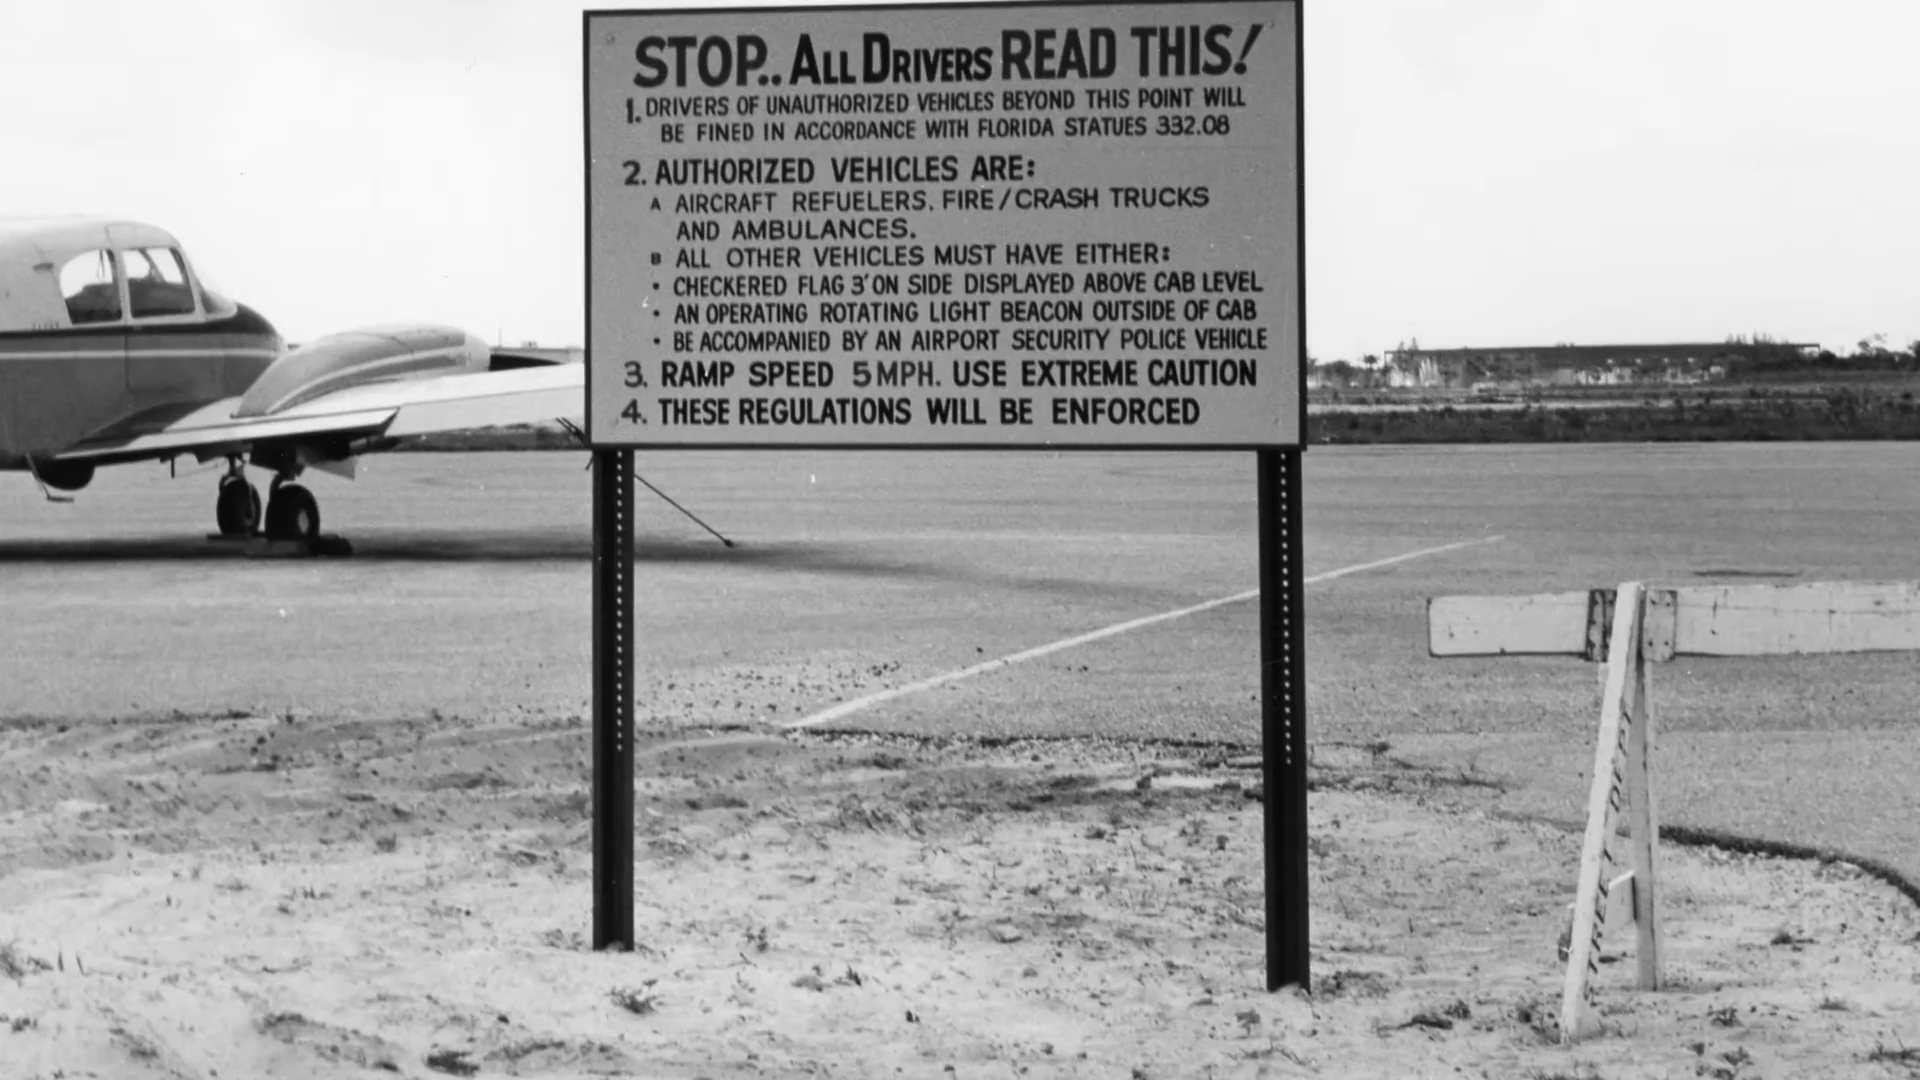 STOP.. ALL DRIVERS READ THIS!
1. DRIVERS OF UNAUTHORIZED VEHICLES BEYOND THIS POINT WILL
BE FINED IN ACCORDANCE WITH FLORIDA STATUES 332.08
2. AUTHORIZED VEHICLES ARE:
A AIRCRAFT REFUELERS. FIRE/CRASH TRUCKS
AND AMBULANCES.
B ALL OTHER VEHICLES MUST HAVE EITHER:
• CHECKERED FLAG 3' ON SIDE DISPLAYED ABOVE CAB LEVEL
• AN OPERATING ROTATING LIGHT BEACON OUTSIDE OF CAB
• BE ACCOMPANIED BY AN AIRPORT SECURITY POLICE VEHICLE
3. RAMP SPEED 5 MPH. USE EXTREME CAUTION
4. THESE REGULATIONS WILL BE ENFORCED
DEPT